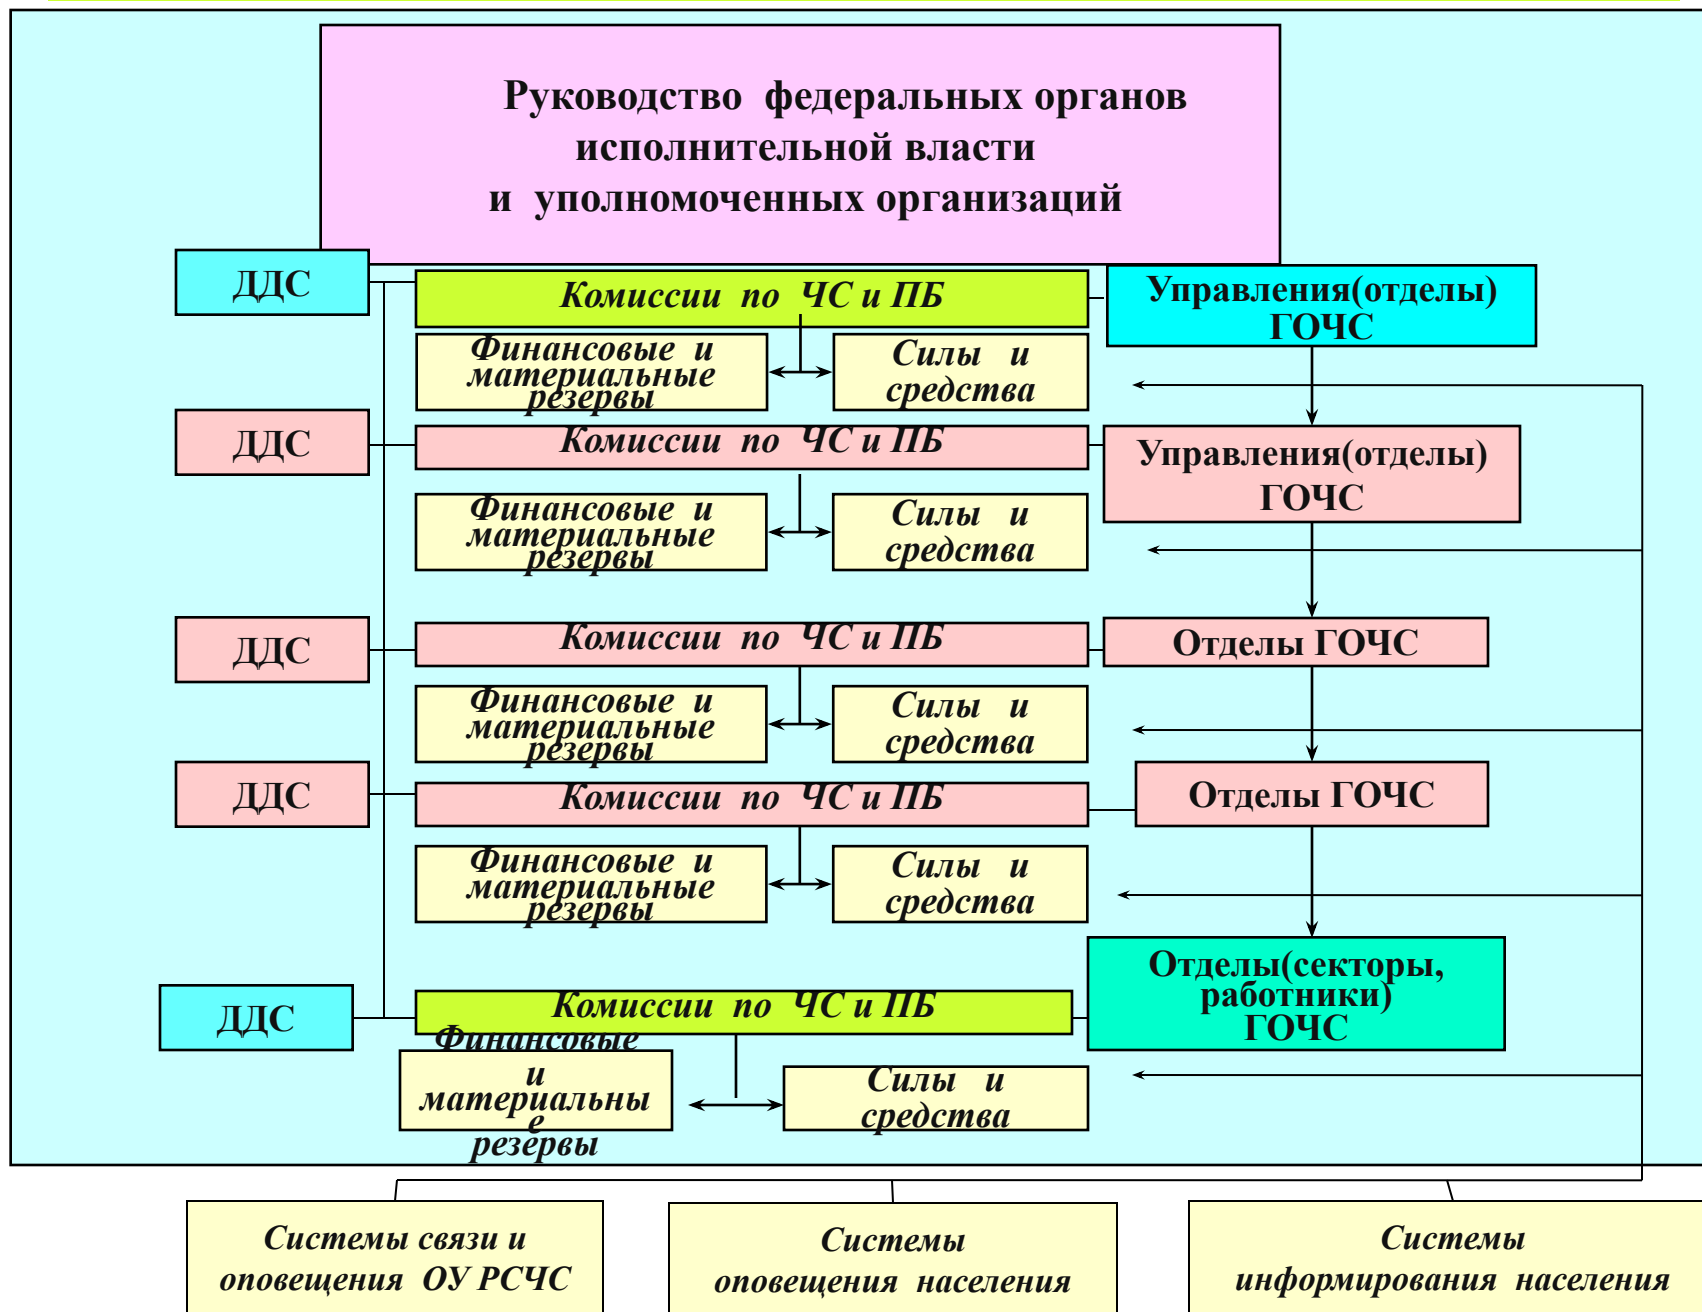 Руководство федеральных органов
исполнительной власти
и уполномоченных организаций
ДДС
Комиссии по ЧС и ПБ
Управления(отделы)
ГОЧС
Финансовые и
материальные
резервы
Силы и
средства
ДДС
Комиссии по ЧС и ПБ
Управления(отделы)
ГОЧС
Финансовые и
материальные
резервы
Силы и
средства
ДДС
Комиссии по ЧС и ПБ
Отделы ГОЧС
Финансовые и
материальные
резервы
Силы и
средства
ДДС
Комиссии по ЧС и ПБ
Отделы ГОЧС
Финансовые и
материальные
резервы
Силы и
средства
ДДС
Комиссии по ЧС и ПБ
Отделы(секторы,
работники)
ГОЧС
Финансовые
и
материальны
е
резервы
Силы и
средства
Системы связи и
оповещения ОУ РСЧС
Системы
оповещения населения
Системы
информирования населения